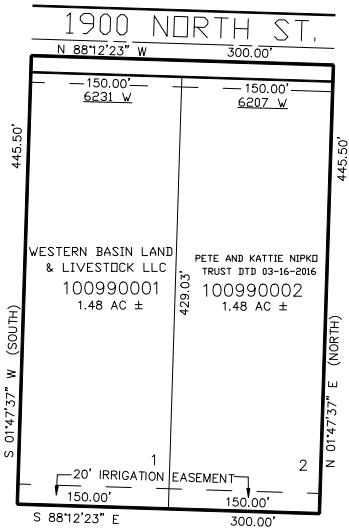 1900 NORTH ST.
N 88°12'23" W 300.00'
150.00' 150.00'
6231 W 6207 W
445.50' 445.50'
WESTERN BASIN LAND
& LIVESTOCK LLC
100990001
1.48 AC ±
429.03'
PETE AND KATTIE NIPKO
TRUST DTD 03-16-2016
100990002
1.48 AC ±
S 01°47'37" W (SOUTH)
N 01°47'37" E (NORTH)
1 2
20' IRRIGATION EASEMENT
150.00' 150.00'
S 88°12'23" E 300.00'